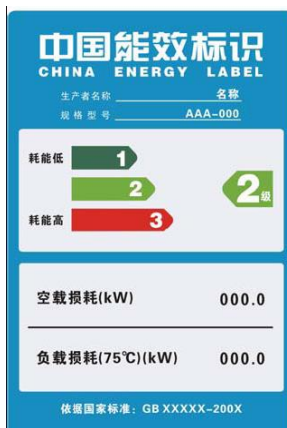 中国能效标识
CHINA ENERGY LABEL
生产者名称 名称
规格型号 AAA-000
耗能低 1
2 2级
耗能高 3
空载损耗(kW) 000.0
负载损耗(75℃)(kW) 000.0
依据国家标准: GB XXXXX-200X